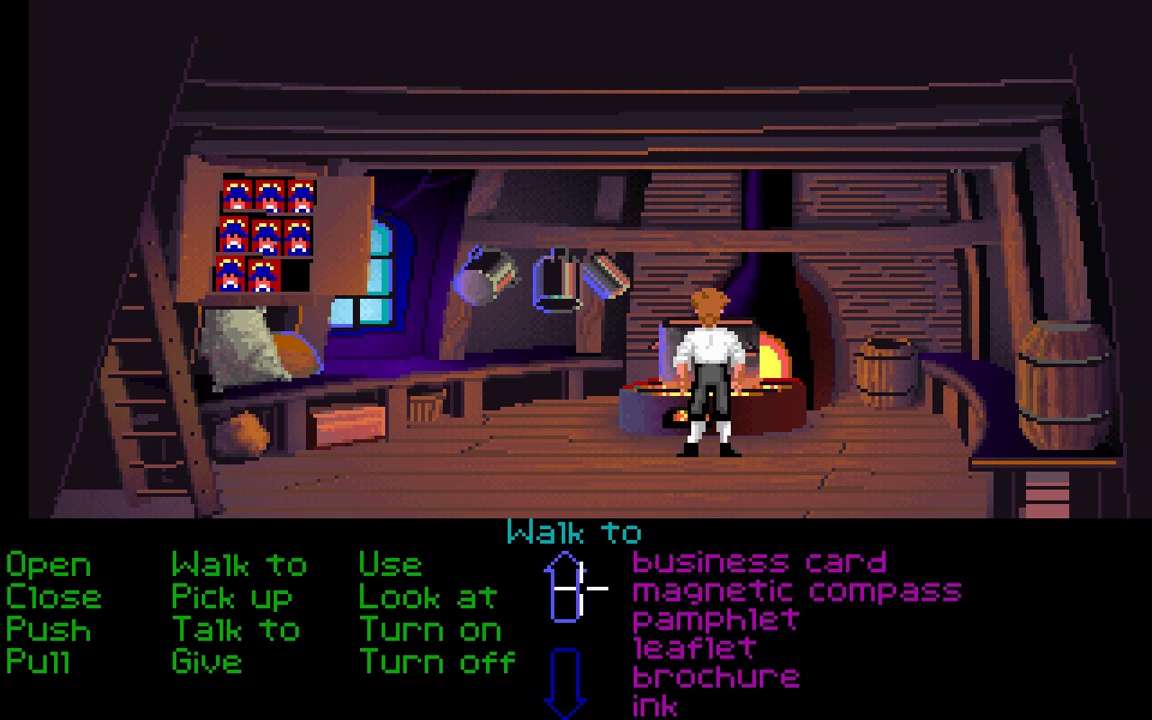 Walk to
Open Walk to Use
Close Pick up Look at
Push Talk to Turn on
Pull Give Turn off
business card
magnetic compass
pamphlet
leaflet
brochure
ink